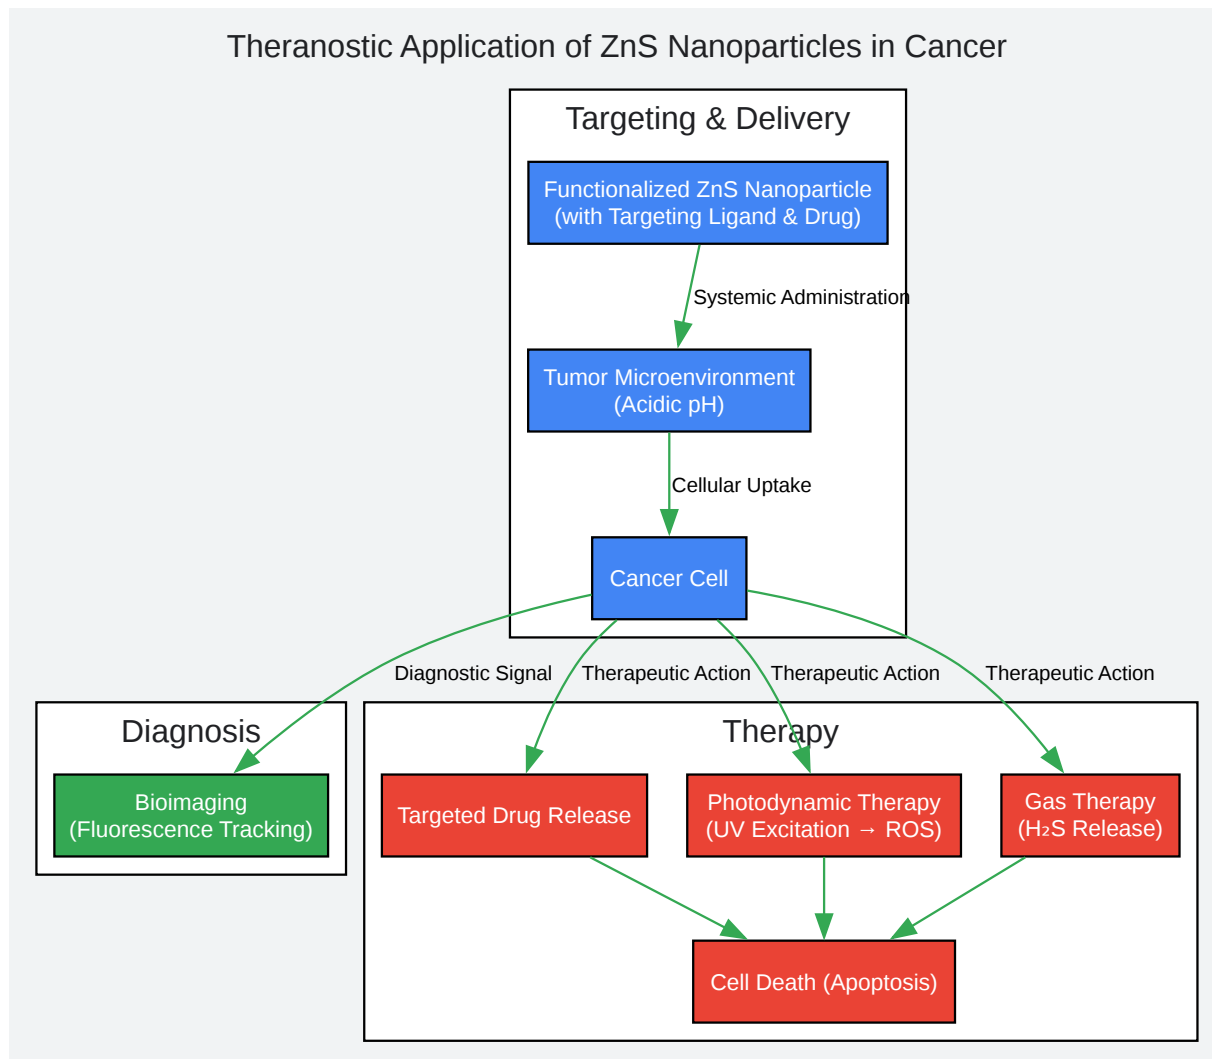 Theranostic Application of ZnS Nanoparticles in Cancer
Targeting & Delivery
Functionalized ZnS Nanoparticle
(with Targeting Ligand & Drug)
Systemic Administration
Tumor Microenvironment
(Acidic pH)
Cellular Uptake
Cancer Cell
Diagnostic Signal
Therapeutic Action
Therapeutic Action
Therapeutic Action
Diagnosis
Bioimaging
(Fluorescence Tracking)
Therapy
Targeted Drug Release
Photodynamic Therapy
(UV Excitation → ROS)
Gas Therapy
(H₂S Release)
Cell Death (Apoptosis)